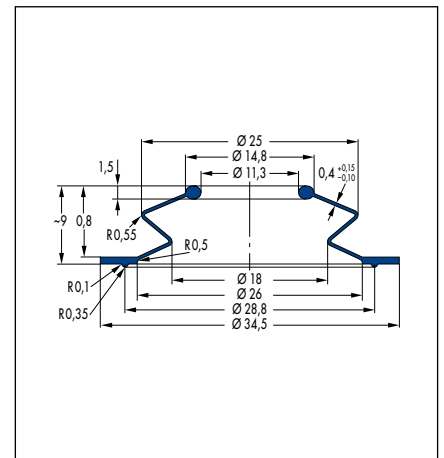 Ø 25
Ø 14,8
1,5
Ø 11,3
0,4 +0,15 −0,10
~9
0,8
R0,55
R0,5
R0,1
Ø 18
Ø 26
R0,35
Ø 28,8
Ø 34,5